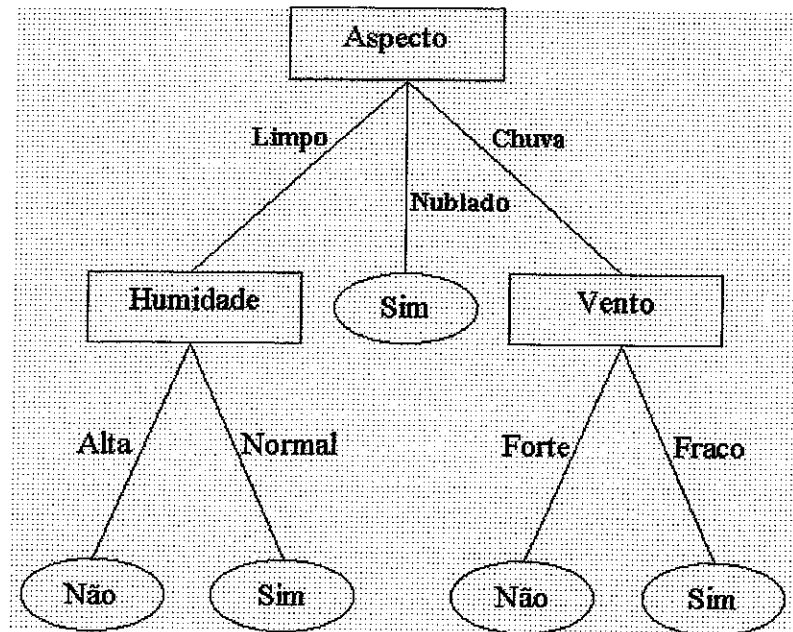 Aspecto
Limpo
Chuva
Nublado
Humidade
Sim
Vento
Alta
Normal
Forte
Fraco
Não
Sim
Não
Sim